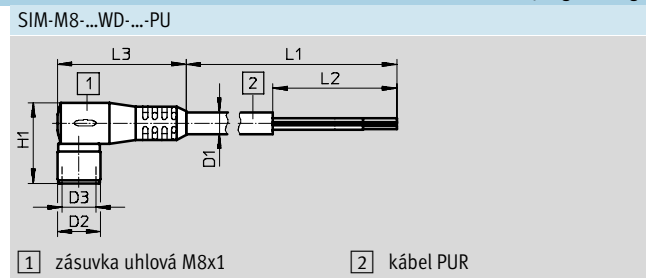 SIM-M8-...WD-...-PU
L3
L1
1
2
L2
H1
D1
D3
D2
1 zásuvka uhlová M8x1
2 kábel PUR